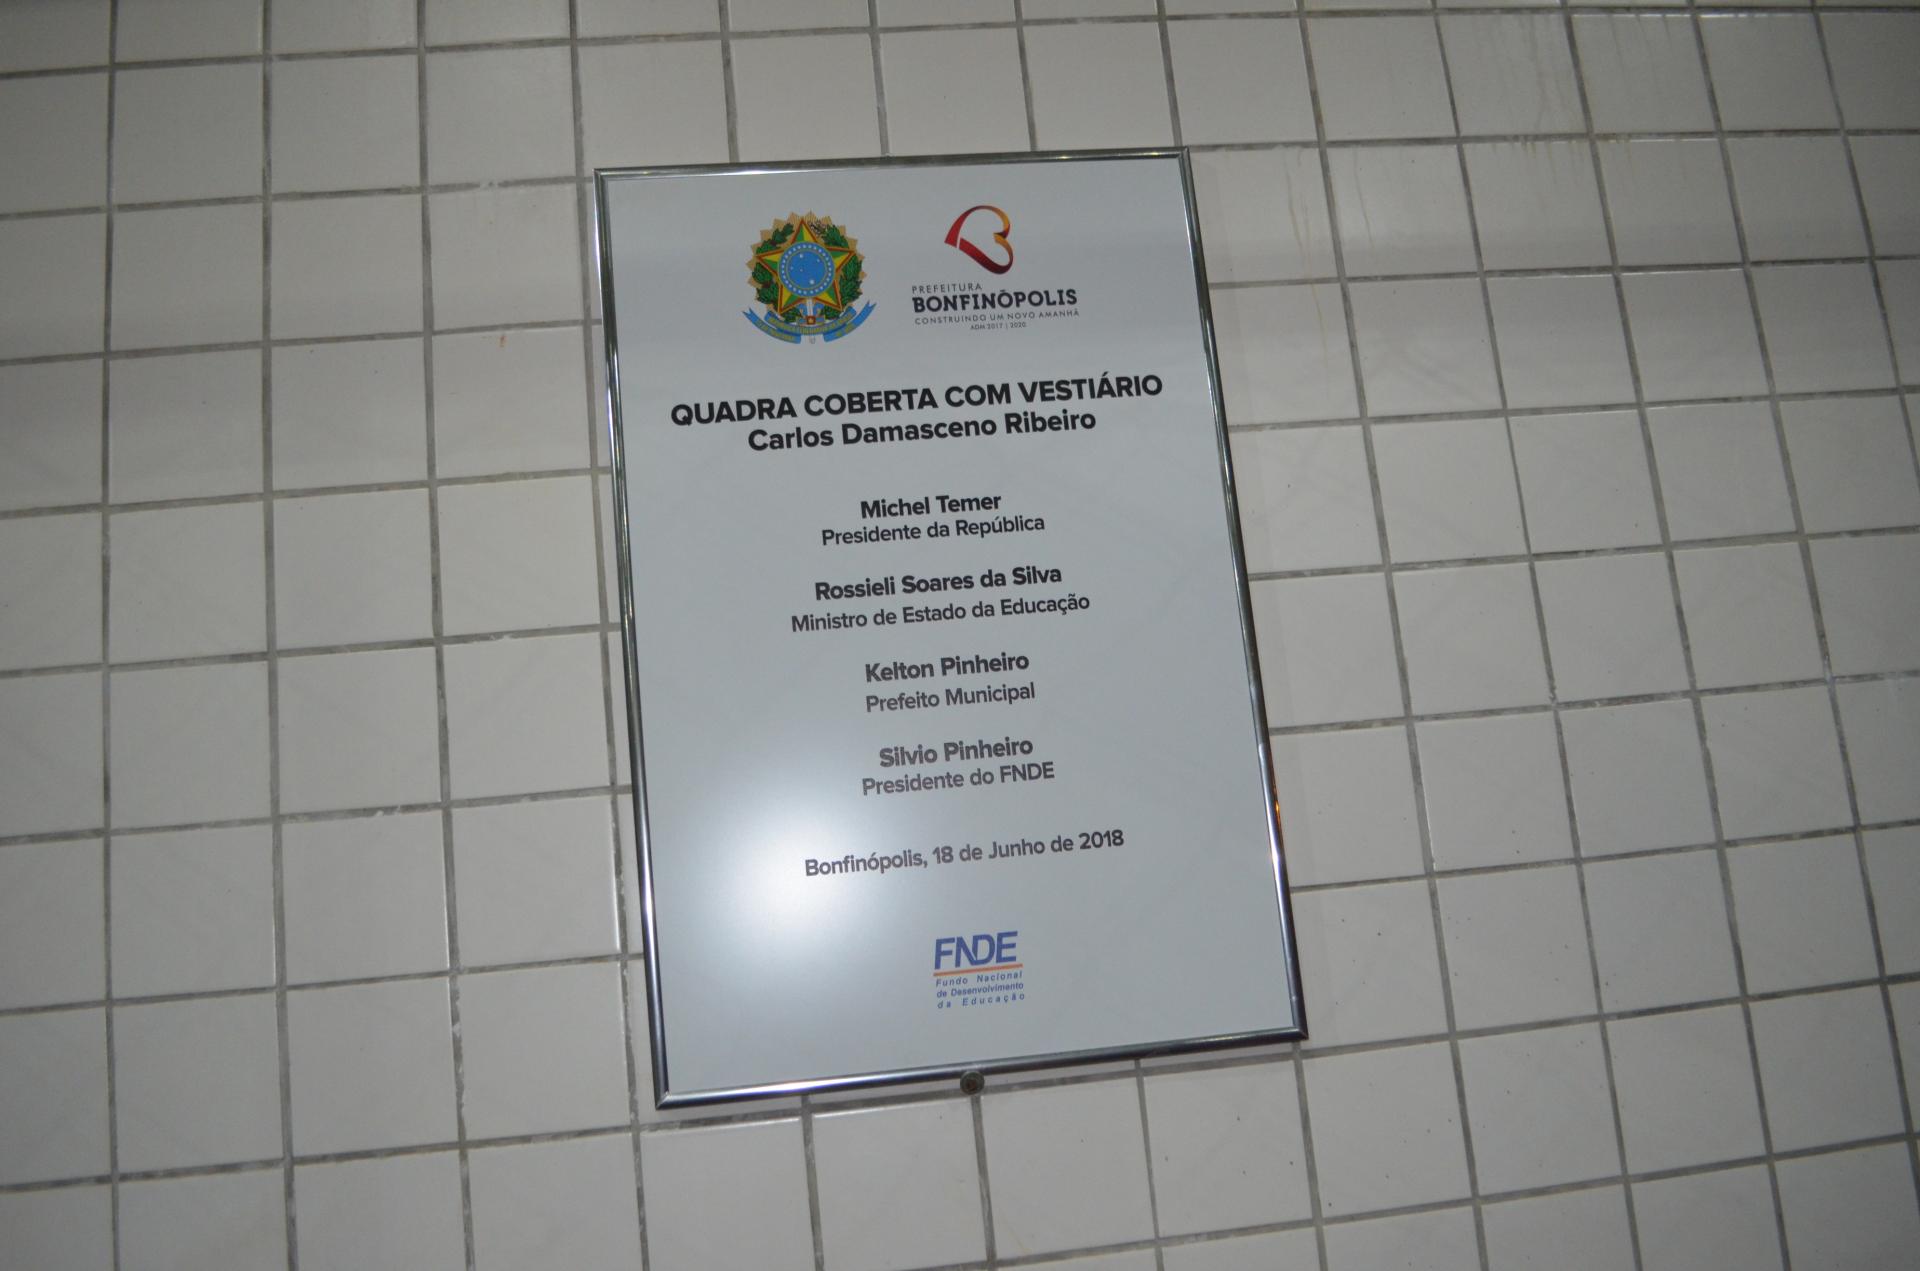 PREFEITURA
BONFINÓPOLIS
CONSTRUINDO UM NOVO AMANHÃ
ADM 2017 | 2020
QUADRA COBERTA COM VESTIÁRIO
Carlos Damasceno Ribeiro
Michel Temer
Presidente da República
Rossieli Soares da Silva
Ministro de Estado da Educação
Kelton Pinheiro
Prefeito Municipal
Silvio Pinheiro
Presidente do FNDE
Bonfinópolis, 18 de Junho de 2018
FNDE
Fundo Nacional
de Desenvolvimento
da Educação